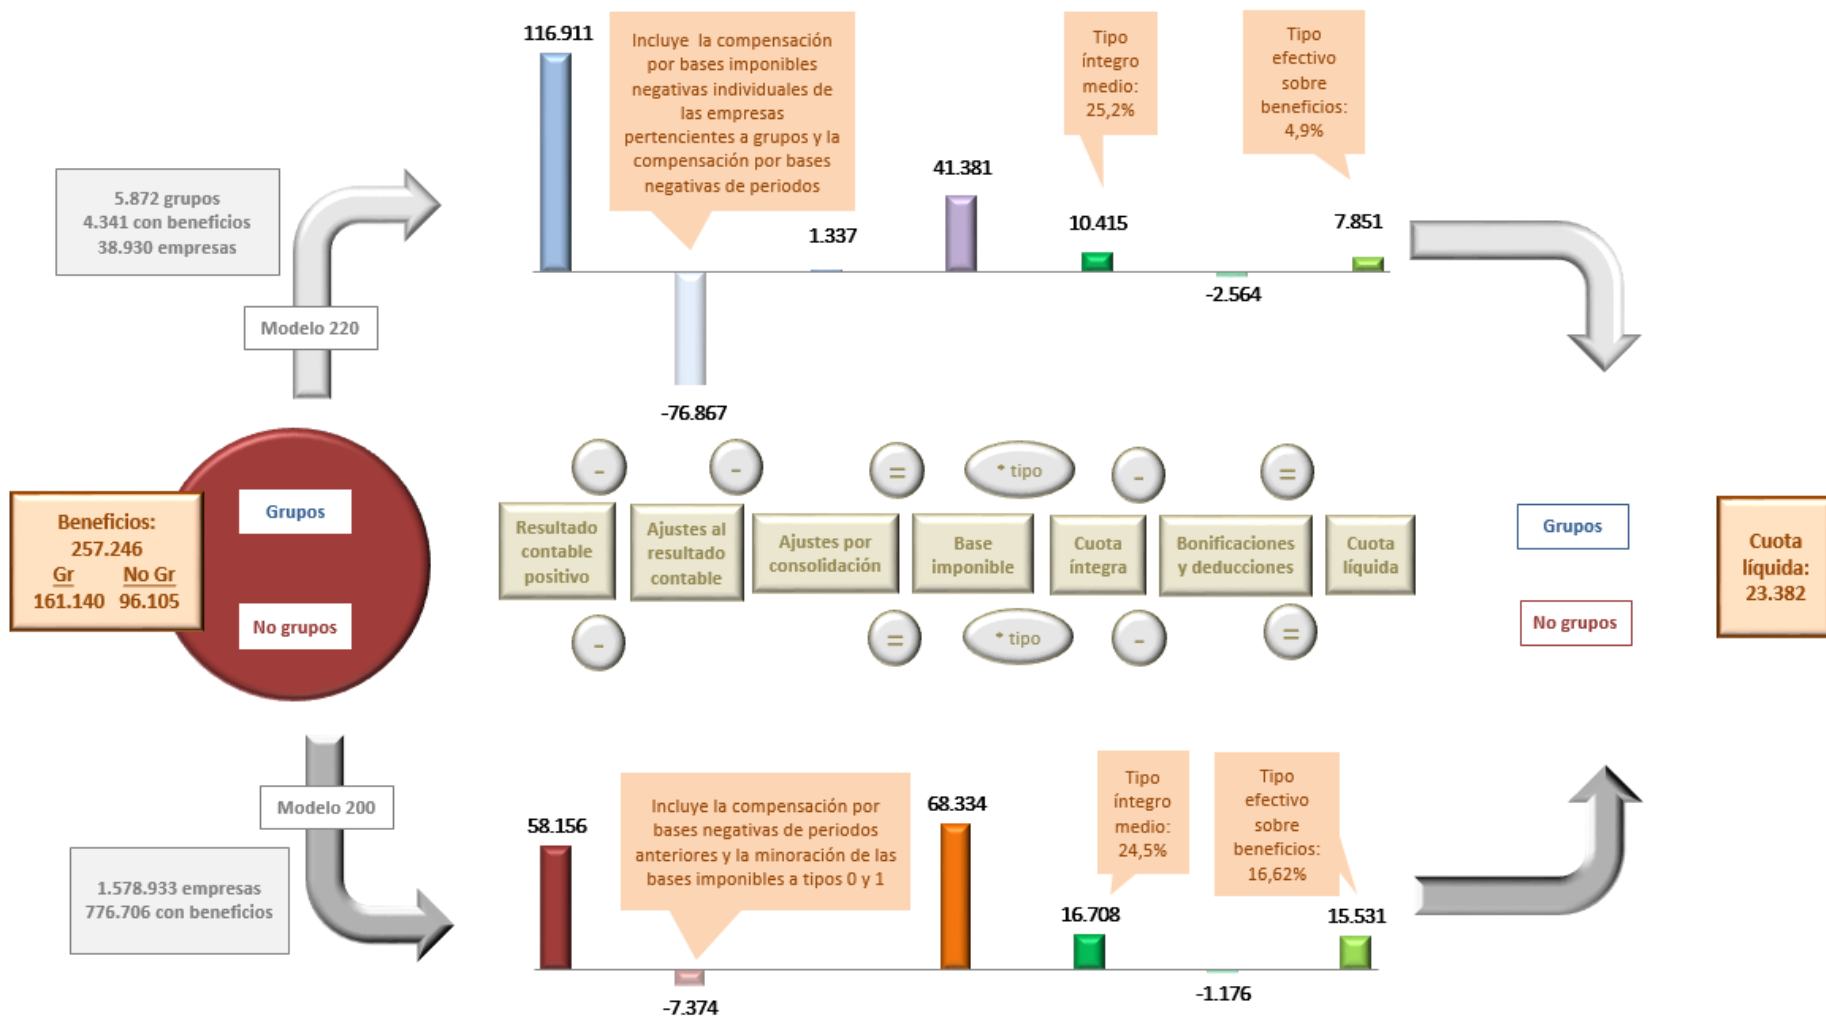 116.911
Incluye la compensación
por bases imponibles
negativas individuales de
las empresas
pertencientes a grupos y la
compensación por bases
negativas de periodos
Tipo
íntegro
medio:
25,2%
Tipo
efectivo
sobre
beneficios:
4,9%
5.872 grupos
4.341 con beneficios
38.930 empresas
Modelo 220
1.337
41.381
10.415
-2.564
7.851
-76.867
-
-
=
* tipo
-
=
Beneficios:
257.246
Gr No Gr
161.140 96.105
Grupos
No grupos
Resultado
contable
positivo
Ajustes al
resultado
contable
Ajustes por
consolidación
Base
imponible
Cuota
íntegra
Bonificaciones
y deducciones
Cuota
líquida
Grupos
No grupos
Cuota
líquida:
23.382
-
=
* tipo
-
=
Modelo 200
1.578.933 empresas
776.706 con beneficios
58.156
Incluye la compensación por
bases negativas de periodos
anteriores y la minoración de las
bases imponibles a tipos 0 y 1
68.334
Tipo
íntegro
medio:
24,5%
Tipo
efectivo
sobre
beneficios:
16,62%
16.708
15.531
-7.374
-1.176